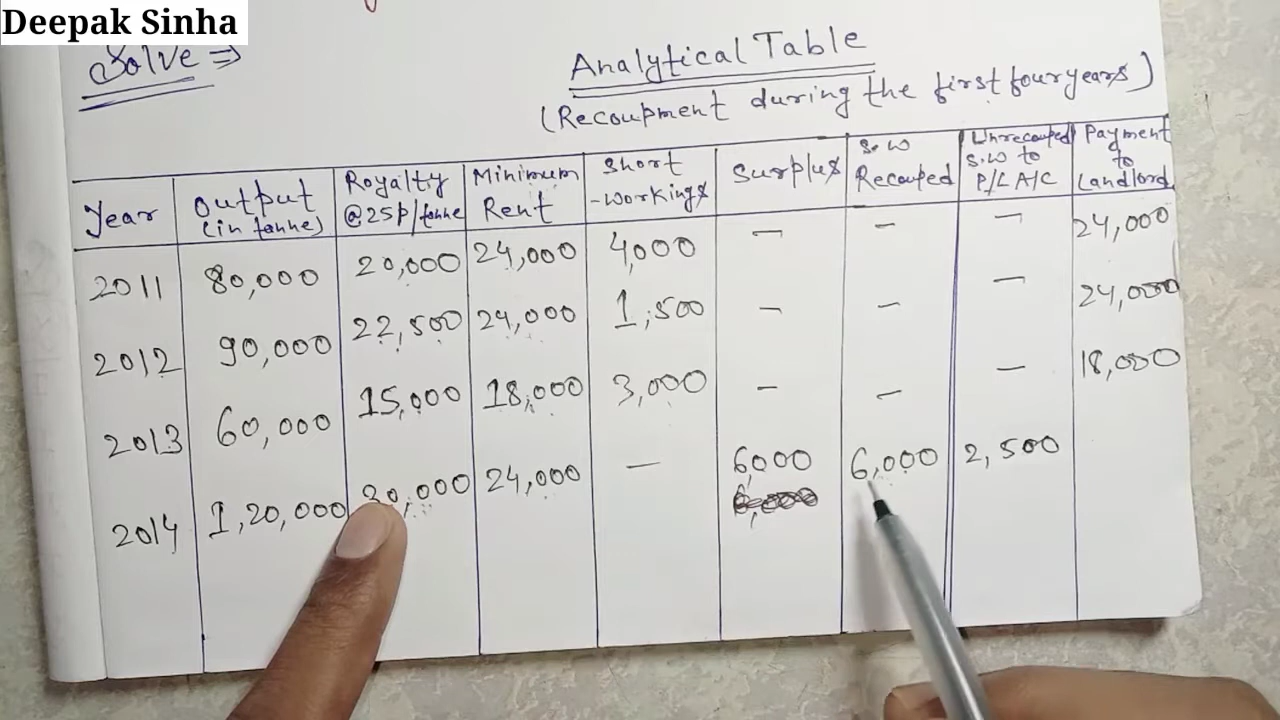 Deepak Sinha
Solve ⇒
Analytical Table
(Recoupment during the first four years)
Year
Output
(in tonne)
Royalty
@25p/tonne
Minimum
Rent
Short
-workings
Surplus
S.W
Recouped
Unrecouped
S.W to
P/L A/C
Payment
to
Landlord
2011 80,000 20,000 24,000 4,000 — — — 24,000
2012 90,000 22,500 24,000 1,500 — — — 24,000
2013 60,000 15,000 18,000 3,000 — — — 18,000
2014 1,20,000 30,000 24,000 — 6000 6,000 2,500